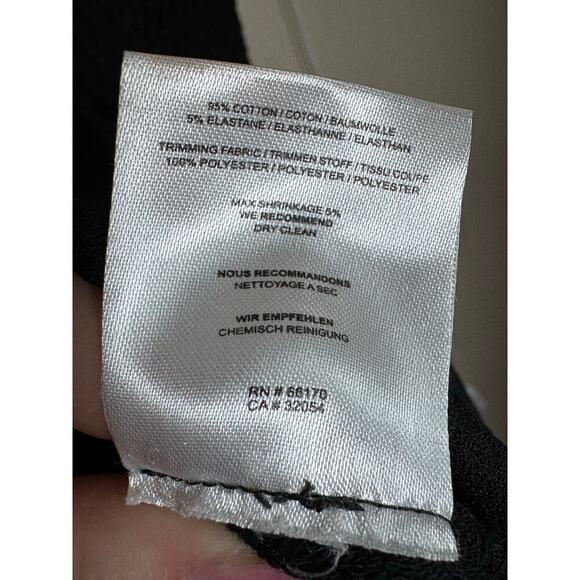 95% COTTON / COTON / BAUMWOLLE
5% ELASTANE / ELASTHANNE / ELASTHAN
TRIMMING FABRIC / TRIMMEN STOFF / TISSU COUPE
100% POLYESTER / POLYESTER / POLYESTER
MAX SHRINKAGE 5%
WE RECOMMEND
DRY CLEAN
NOUS RECOMMANDONS
NETTOYAGE A SEC
WIR EMPFEHLEN
CHEMISCH REINIGUNG
RN # 66170
CA # 32054